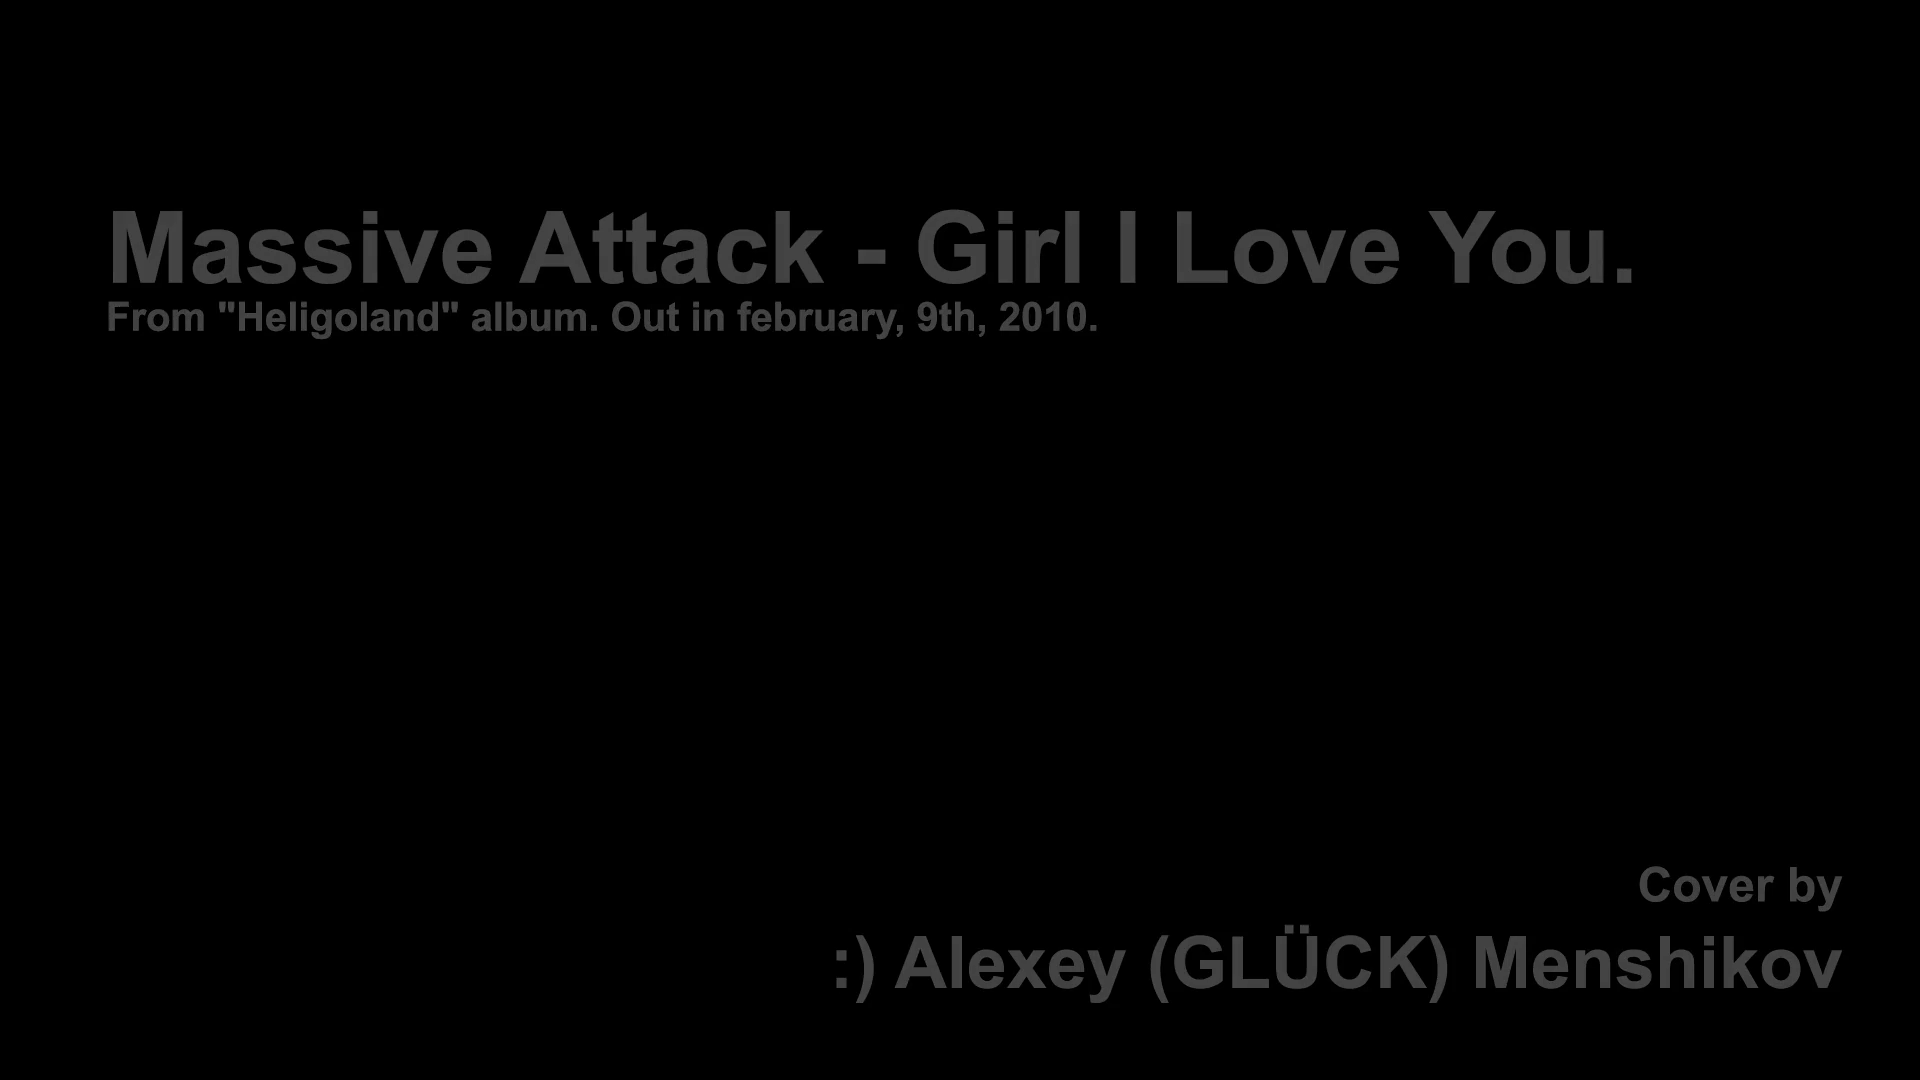 Massive Attack - Girl I Love You.
From "Heligoland" album. Out in february, 9th, 2010.
Cover by
:) Alexey (GLÜCK) Menshikov